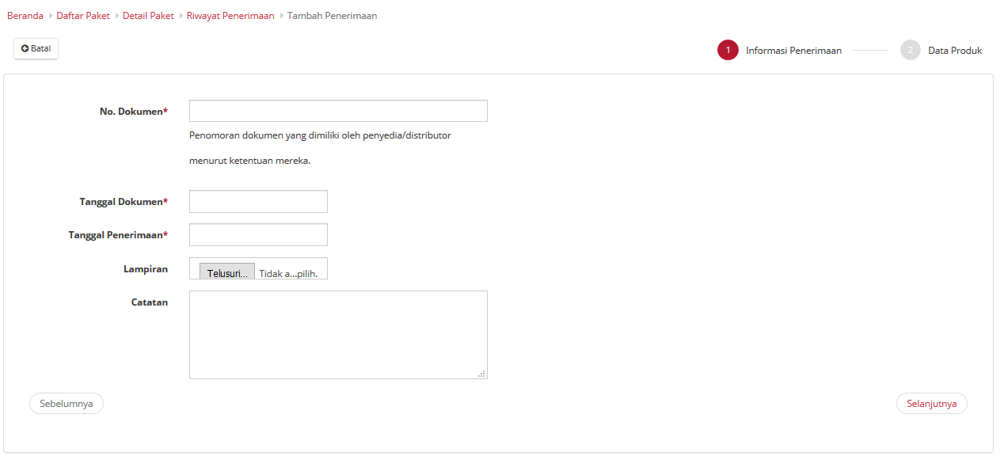 Beranda Daftar Paket Detail Paket Riwayat Penerimaan Tambah Penerimaan
Batal
1 Informasi Penerimaan 2 Data Produk
No. Dokumen*
Penomoran dokumen yang dimiliki oleh penyedia/distributor
menurut ketentuan mereka.
Tanggal Dokumen*
Tanggal Penerimaan*
Lampiran Telusuri... Tidak a...pilih.
Catatan
Sebelumnya Selanjutnya